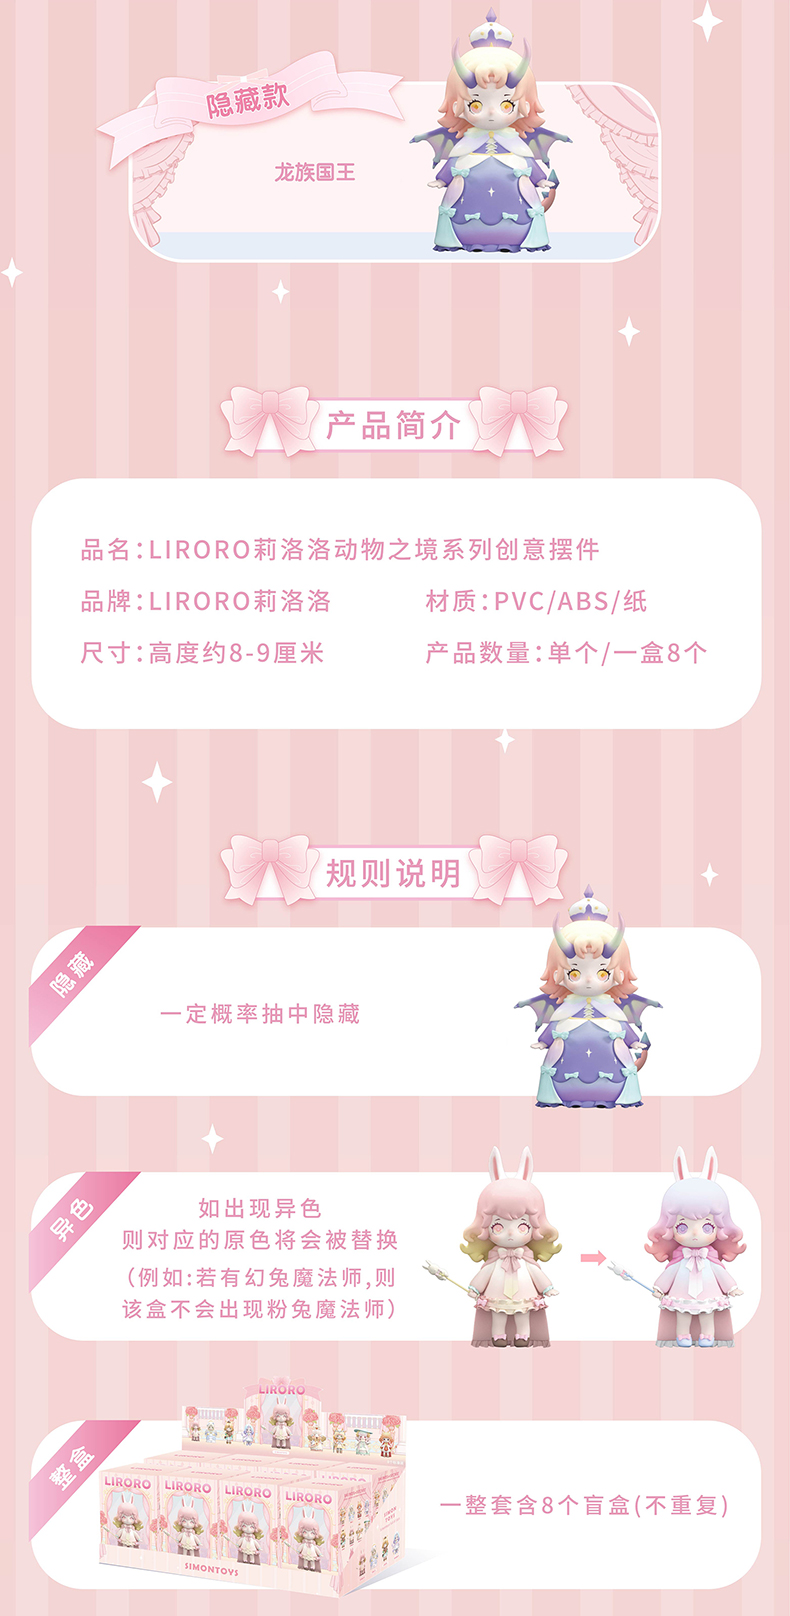 隐藏款
龙族国王
产品简介
品名:LIRORO莉洛洛动物之境系列创意摆件
品牌:LIRORO莉洛洛
材质:PVC/ABS/纸
尺寸:高度约8-9厘米
产品数量:单个/一盒8个
规则说明
隐藏
一定概率抽中隐藏
异色
如出现异色
则对应的原色将会被替换
（例如:若有幻兔魔法师,则
该盒不会出现粉兔魔法师）
整盒
LIRORO
LIRORO
LIRORO
LIRORO
LIRORO
SIMONTOYS
一整套含8个盲盒(不重复)